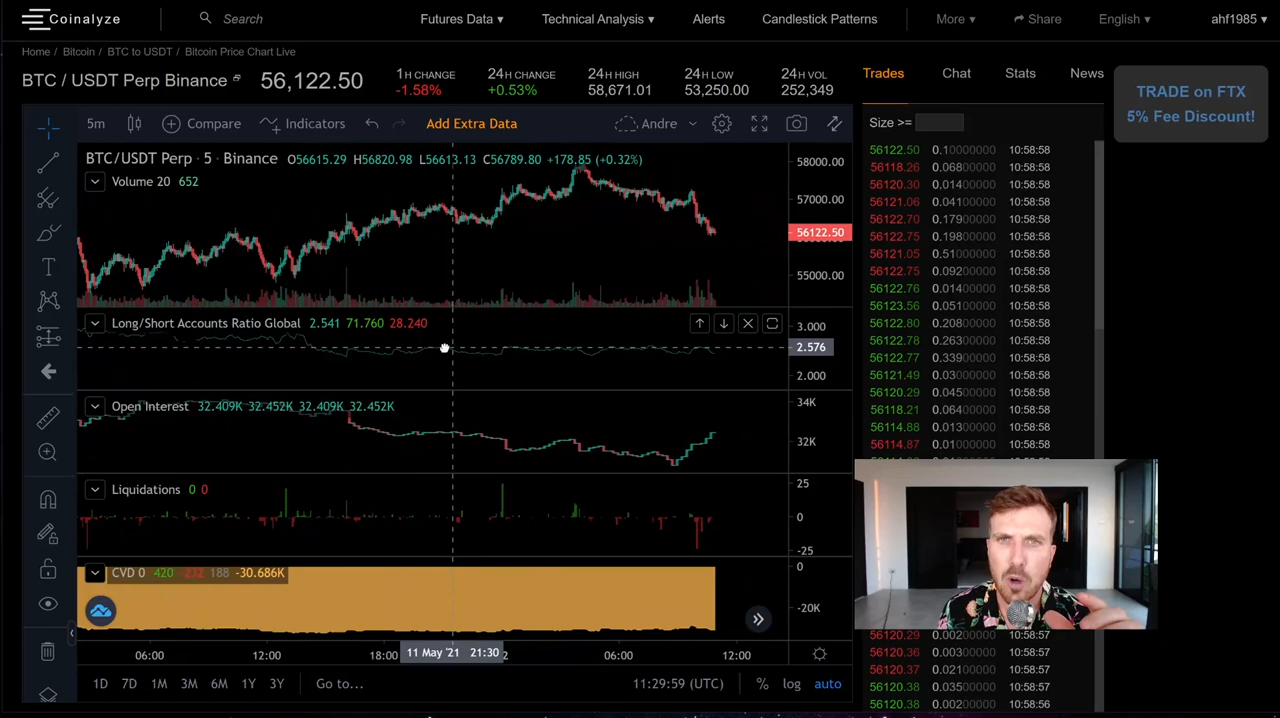 Coinalyze
Search
Futures Data ▾
Technical Analysis ▾
Alerts
Candlestick Patterns
More ▾
Share
English ▾
ahf1985 ▾
Home / Bitcoin / BTC to USDT / Bitcoin Price Chart Live
BTC / USDT Perp Binance
56,122.50
1H CHANGE
-1.58%
24H CHANGE
+0.53%
24H HIGH
58,671.01
24H LOW
53,250.00
24H VOL
252,349
Trades
Chat
Stats
News
TRADE on FTX
5% Fee Discount!
5m
Compare
Indicators
Add Extra Data
Andre
Size >=
BTC/USDT Perp · 5 · Binance O56615.29 H56820.98 L56613.13 C56789.80 +178.85 (+0.32%)
Volume 20 652
58000.00
57000.00
56122.50
55000.00
Long/Short Accounts Ratio Global 2.541 71.760 28.240
3.000
2.576
2.000
Open Interest 32.409K 32.452K 32.409K 32.452K
34K
32K
Liquidations 0 0
25
0
-25
CVD 0 420 -232 188 -30.686K
0
-20K
06:00
12:00
18:00
11 May '21 21:30
2
06:00
12:00
1D 7D 1M 3M 6M 1Y 3Y
Go to...
11:29:59 (UTC)
% log auto
56122.50 0.10000000 10:58:58
56118.26 0.06800000 10:58:58
56120.30 0.01400000 10:58:58
56121.06 0.04100000 10:58:58
56122.70 0.17900000 10:58:58
56122.75 0.19800000 10:58:58
56121.05 0.51000000 10:58:58
56122.75 0.09200000 10:58:58
56122.76 0.01400000 10:58:58
56123.56 0.05100000 10:58:58
56122.80 0.20800000 10:58:58
56122.78 0.26300000 10:58:58
56122.77 0.33900000 10:58:58
56121.49 0.03000000 10:58:58
56120.29 0.04500000 10:58:58
56118.21 0.06400000 10:58:58
56114.88 0.01300000 10:58:58
56114.87 0.01000000 10:58:58
56120.29 0.00200000 10:58:57
56120.36 0.00300000 10:58:57
56120.37 0.02100000 10:58:57
56120.38 0.03500000 10:58:57
56120.38 0.00200000 10:58:56